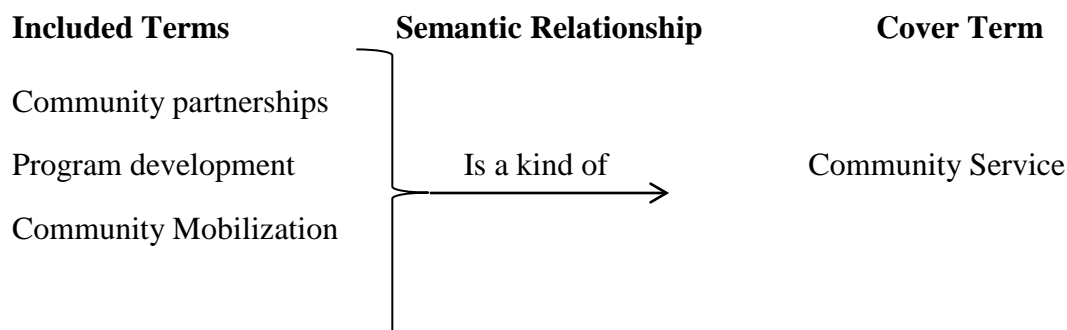 Included Terms Semantic Relationship Cover Term
Community partnerships
Program development Is a kind of Community Service
Community Mobilization